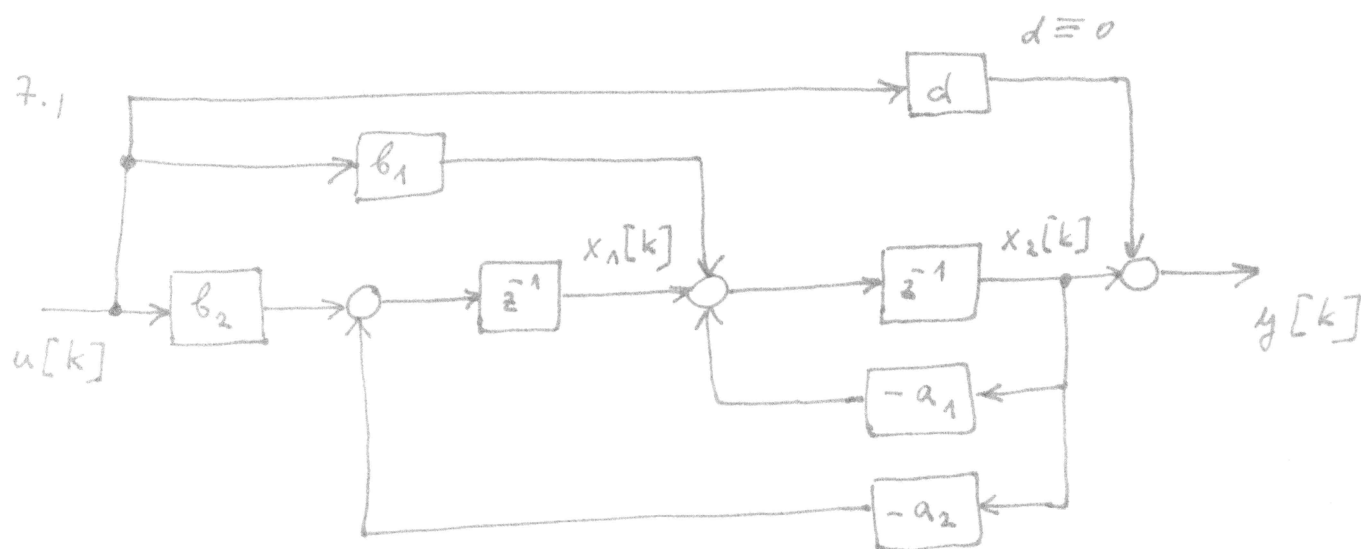 d ≡ 0
7.1
d
b₁
x₁[k]
x₂[k]
b₂
z⁻¹
z⁻¹
u[k]
y[k]
-a₁
-a₂